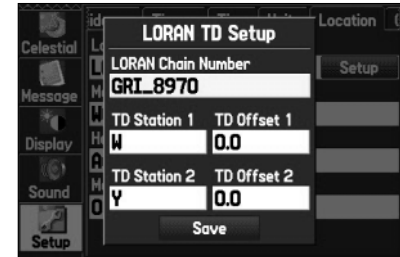 Location
LORAN TD Setup
Celestial
LORAN Chain Number
Setup
GRI_8970
Message
TD Station 1 TD Offset 1
W 0.0
Display
TD Station 2 TD Offset 2
Y 0.0
Sound
Save
Setup